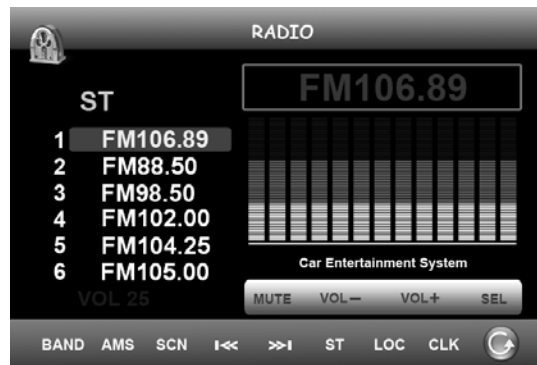 RADIO
FM106.89
ST
1 FM106.89
2 FM88.50
3 FM98.50
4 FM102.00
5 FM104.25
6 FM105.00
VOL 25
Car Entertainment System
MUTE VOL− VOL+ SEL
BAND AMS SCN ST LOC CLK